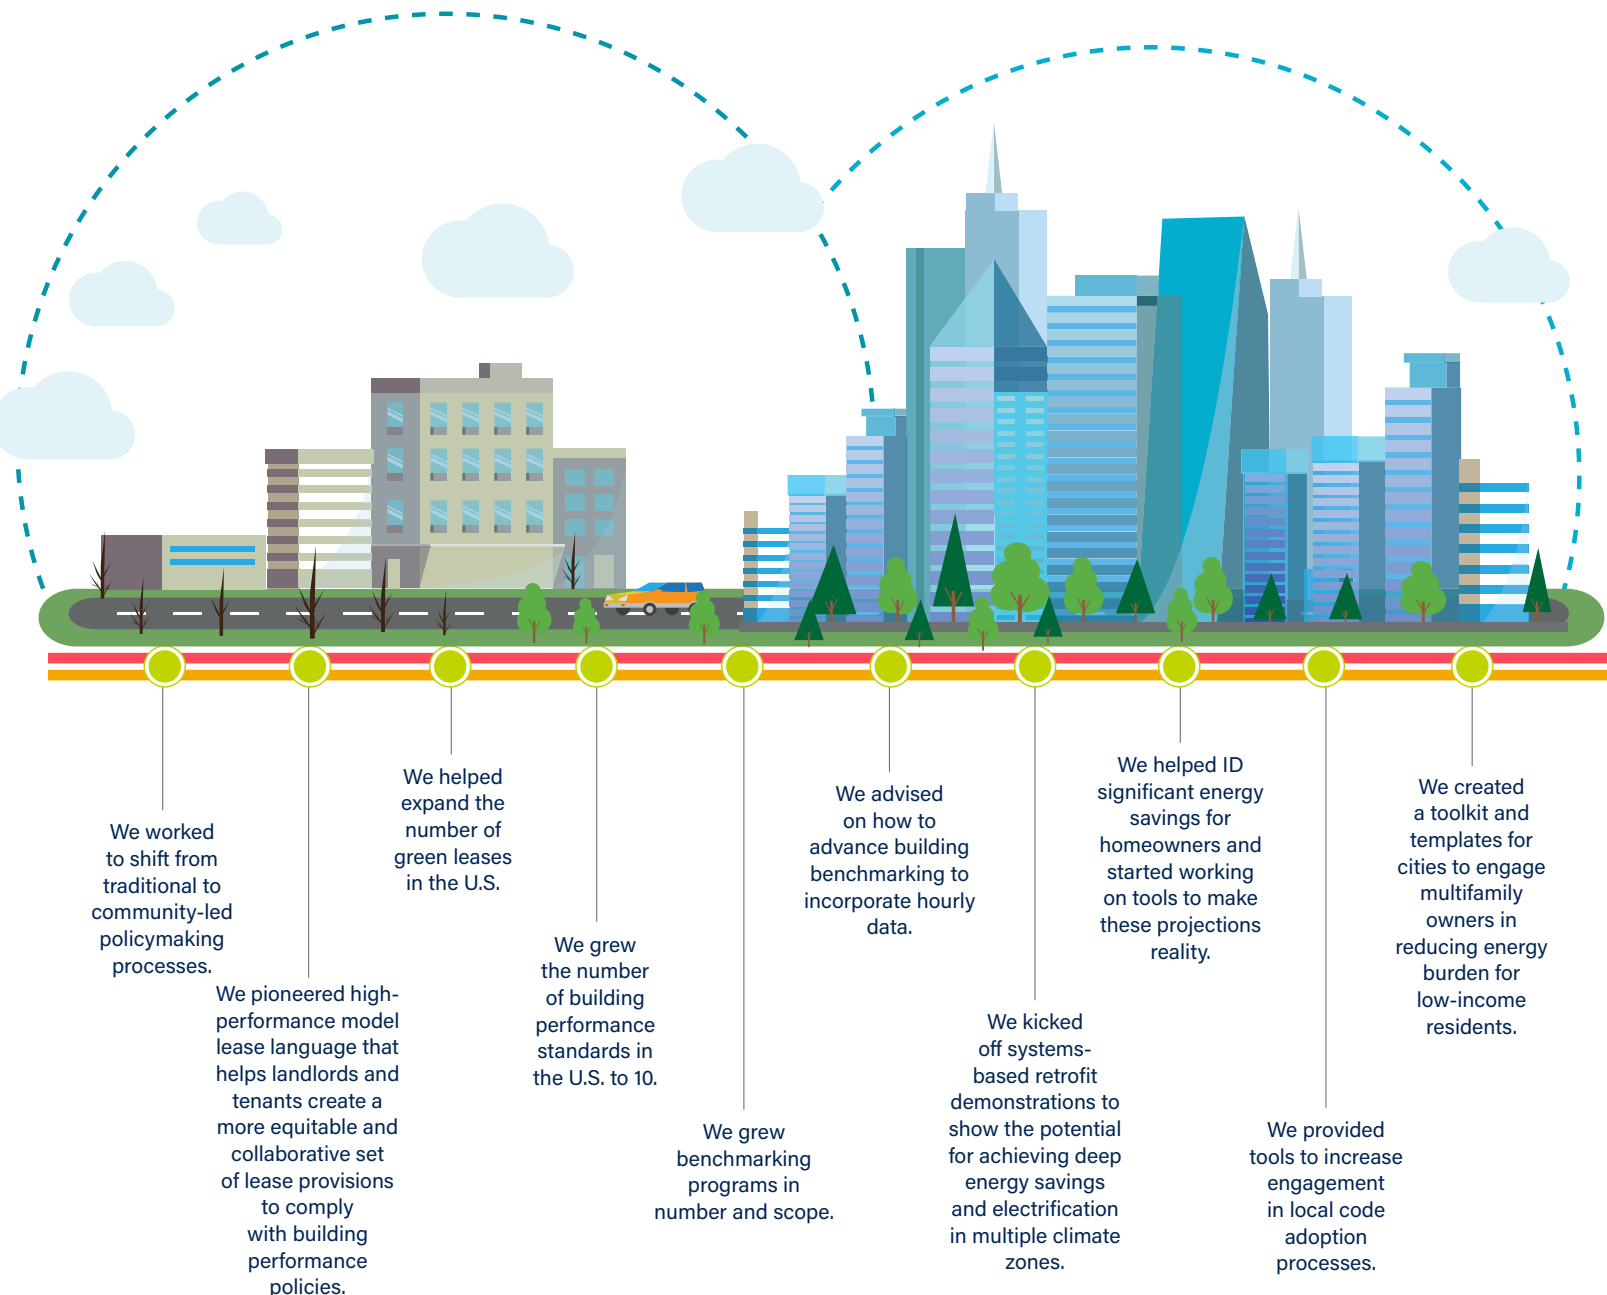 We worked
to shift from
traditional to
community-led
policymaking
processes.
We pioneered high-
performance model
lease language that
helps landlords and
tenants create a
more equitable and
collaborative set
of lease provisions
to comply
with building
performance
policies.
We helped
expand the
number of
green leases
in the U.S.
We grew
the number
of building
performance
standards in
the U.S. to 10.
We grew
benchmarking
programs in
number and scope.
We advised
on how to
advance building
benchmarking to
incorporate hourly
data.
We kicked
off systems-
based retrofit
demonstrations to
show the potential
for achieving deep
energy savings
and electrification
in multiple climate
zones.
We helped ID
significant energy
savings for
homeowners and
started working
on tools to make
these projections
reality.
We provided
tools to increase
engagement
in local code
adoption
processes.
We created
a toolkit and
templates for
cities to engage
multifamily
owners in
reducing energy
burden for
low-income
residents.